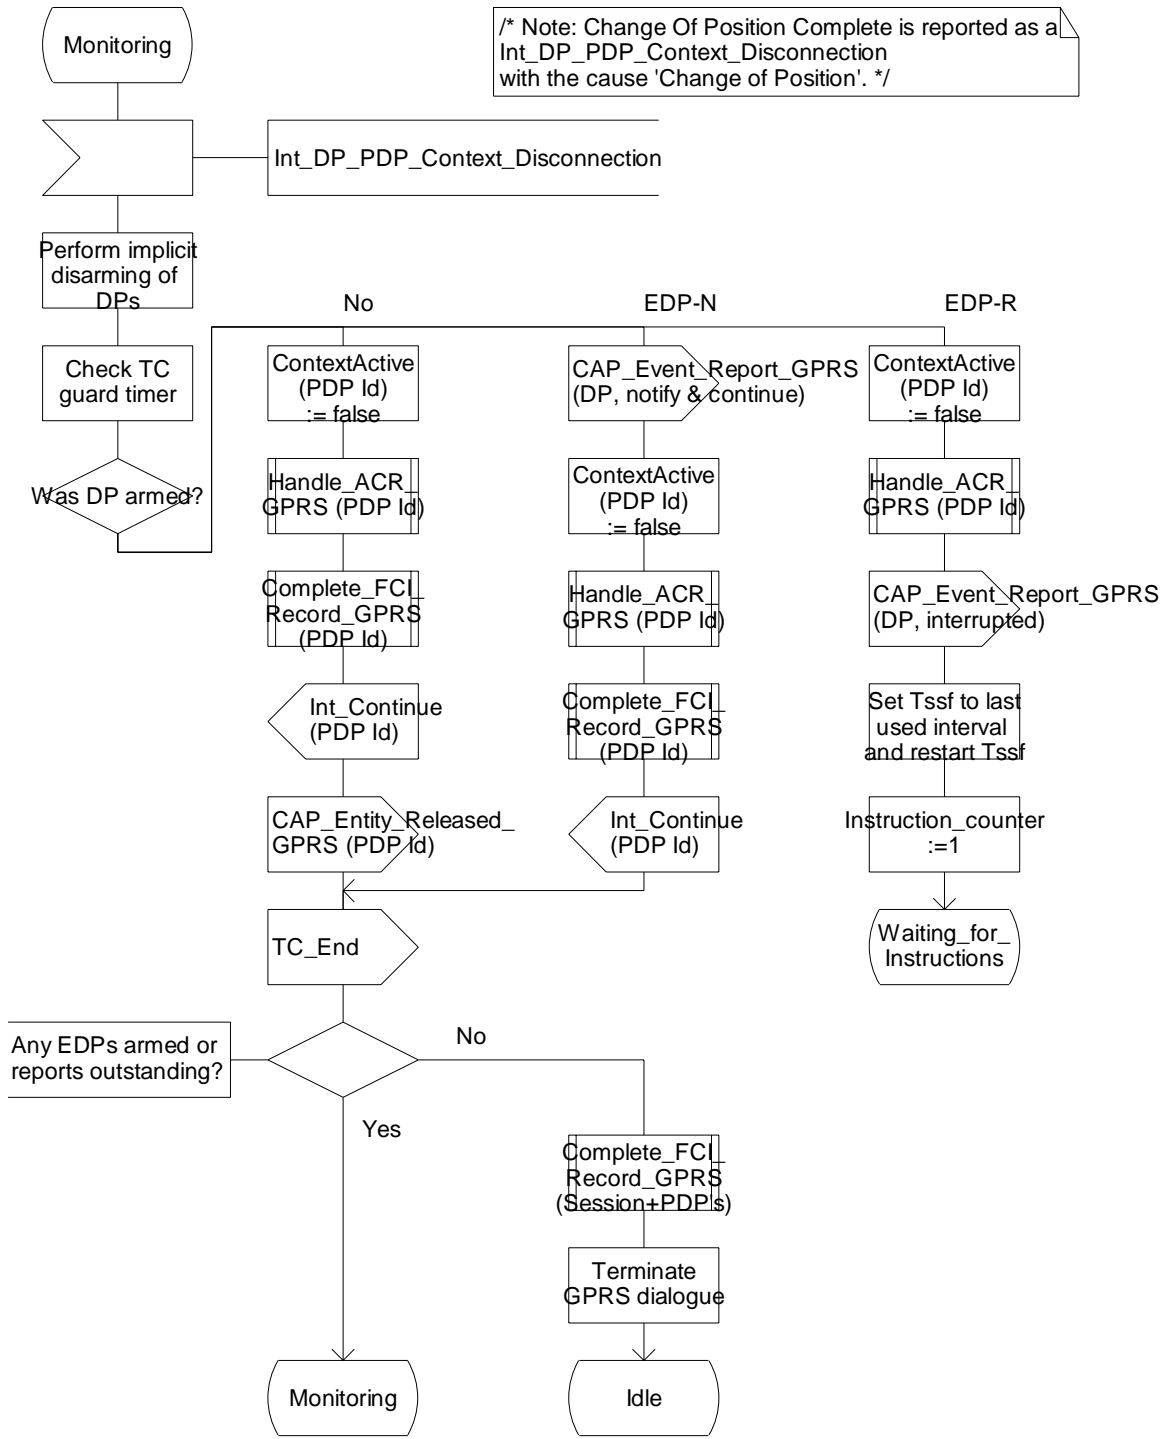 Monitoring
/* Note: Change Of Position Complete is reported as a
Int_DP_PDP_Context_Disconnection
with the cause 'Change of Position'. */
Int_DP_PDP_Context_Disconnection
Perform implicit
disarming of
DPs
Check TC
guard timer
Was DP armed?
No
EDP-N
EDP-R
ContextActive
(PDP Id)
:= false
Handle_ACR_
GPRS (PDP Id)
Complete_FCI_
Record_GPRS
(PDP Id)
Int_Continue
(PDP Id)
CAP_Entity_Released_
GPRS (PDP Id)
CAP_Event_Report_GPRS
(DP, notify & continue)
ContextActive
(PDP Id)
:= false
Handle_ACR_
GPRS (PDP Id)
Complete_FCI_
Record_GPRS
(PDP Id)
Int_Continue
(PDP Id)
ContextActive
(PDP Id)
:= false
Handle_ACR_
GPRS (PDP Id)
CAP_Event_Report_GPRS
(DP, interrupted)
Set Tssf to last
used interval
and restart Tssf
Instruction_counter
:=1
Waiting_for_
Instructions
TC_End
Any EDPs armed or
reports outstanding?
No
Yes
Complete_FCI_
Record_GPRS
(Session+PDP's)
Terminate
GPRS dialogue
Monitoring
Idle